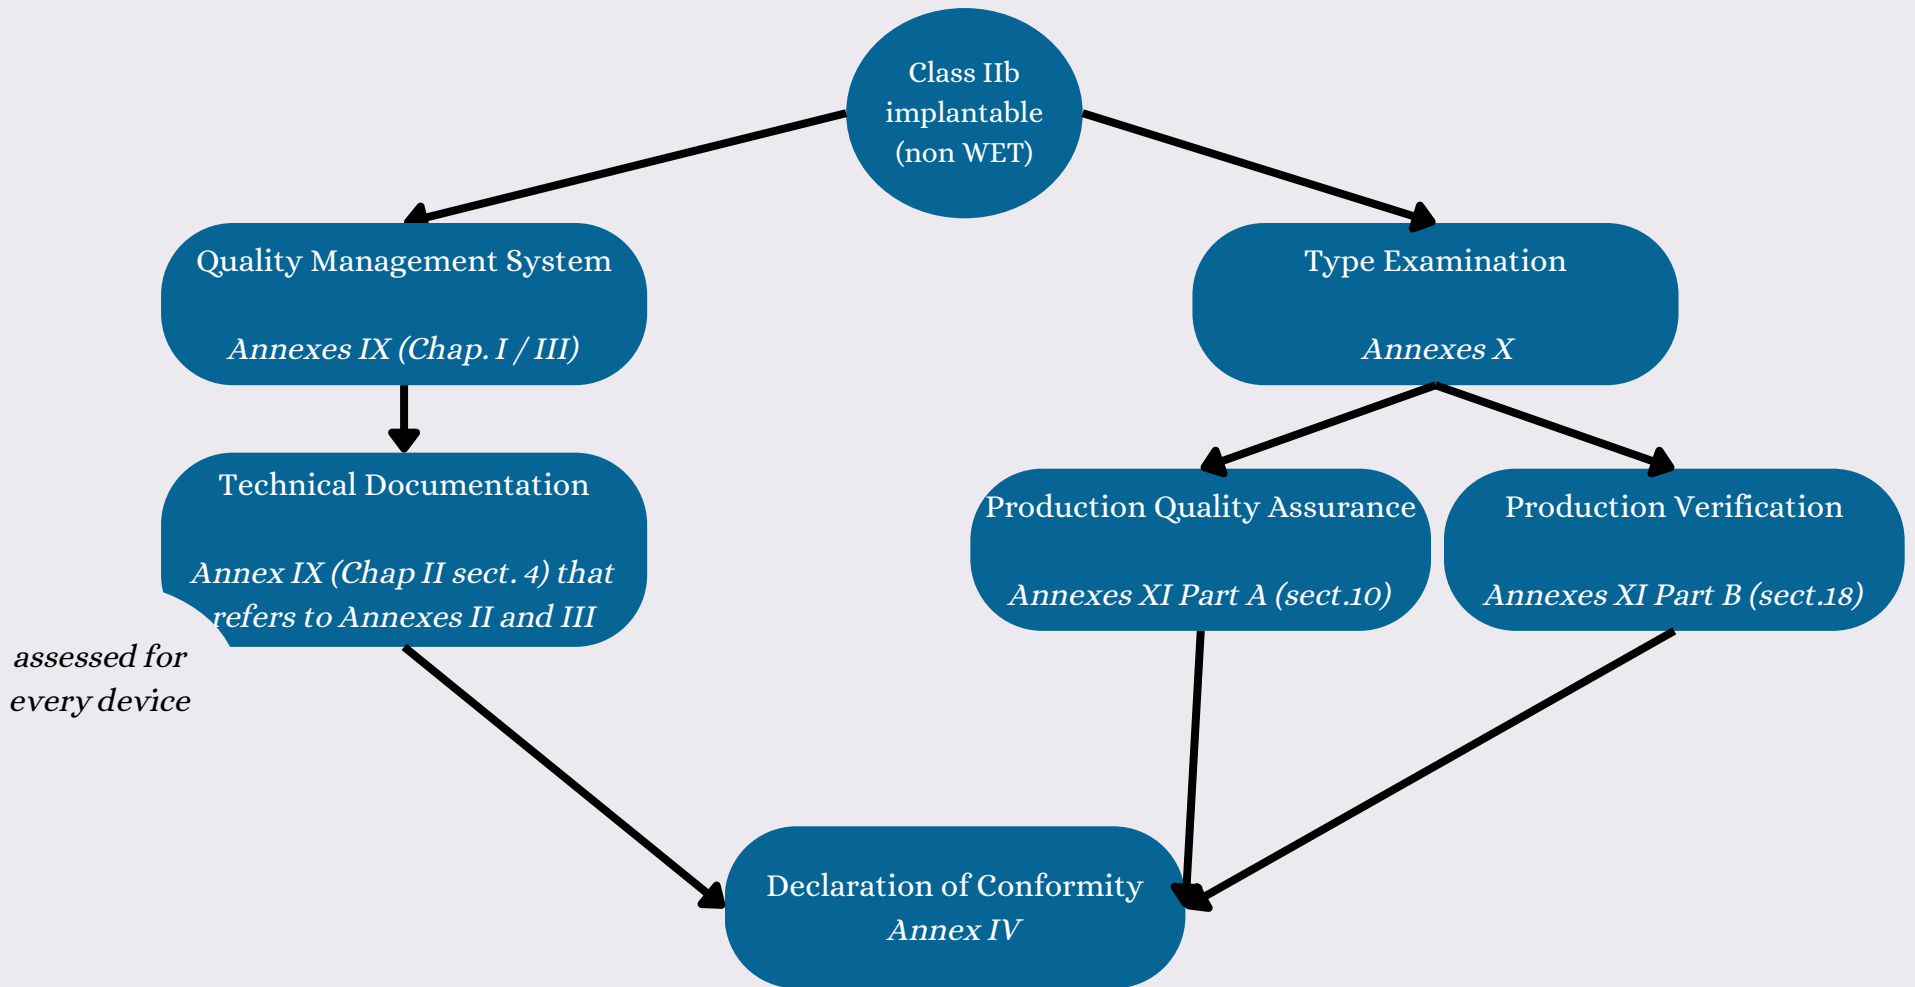 Class IIb
implantable
(non WET)
Quality Management System
Annexes IX (Chap. I / III)
Type Examination
Annexes X
Technical Documentation
Annex IX (Chap II sect. 4) that
refers to Annexes II and III
assessed for
every device
Production Quality Assurance
Annexes XI Part A (sect.10)
Production Verification
Annexes XI Part B (sect.18)
Declaration of Conformity
Annex IV